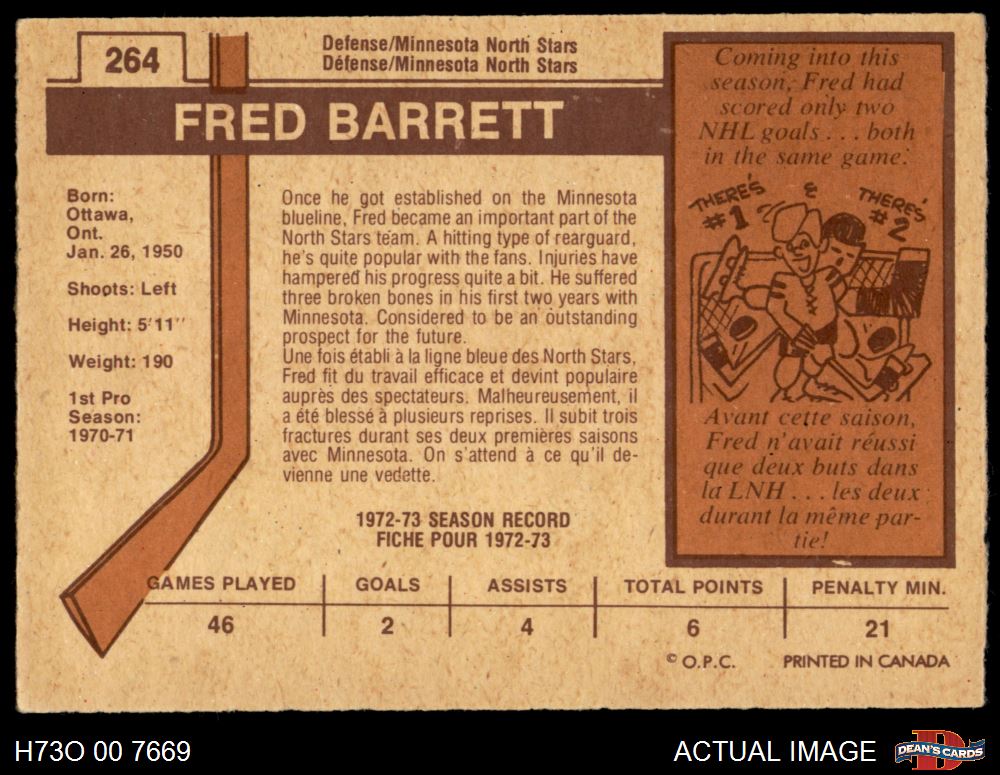 264
Defense/Minnesota North Stars
Défense/Minnesota North Stars
FRED BARRETT
Born:
Ottawa,
Ont.
Jan. 26, 1950
Shoots: Left
Height: 5'11''
Weight: 190
1st Pro
Season:
1970-71
Once he got established on the Minnesota
blueline, Fred became an important part of the
North Stars team. A hitting type of rearguard,
he's quite popular with the fans. Injuries have
hampered his progress quite a bit. He suffered
three broken bones in his first two years with
Minnesota. Considered to be an outstanding
prospect for the future.
Une fois établi à la ligne bleue des North Stars,
Fred fit du travail efficace et devint populaire
auprès des spectateurs. Malheureusement, il
a été blessé à plusieurs reprises. Il subit trois
fractures durant ses deux premières saisons
avec Minnesota. On s'attend à ce qu'il de-
vienne une vedette.
Coming into this
season, Fred had
scored only two
NHL goals . . . both
in the same game.
THERE'S #1
&
THERE'S #2
Avant cette saison,
Fred n'avait réussi
que deux buts dans
la LNH . . . les deux
durant la même par-
tie!
1972-73 SEASON RECORD
FICHE POUR 1972-73
GAMES PLAYED GOALS ASSISTS TOTAL POINTS PENALTY MIN.
46 2 4 6 21
© O.P.C. PRINTED IN CANADA
H73O 00 7669
ACTUAL IMAGE
DEAN'S CARDS